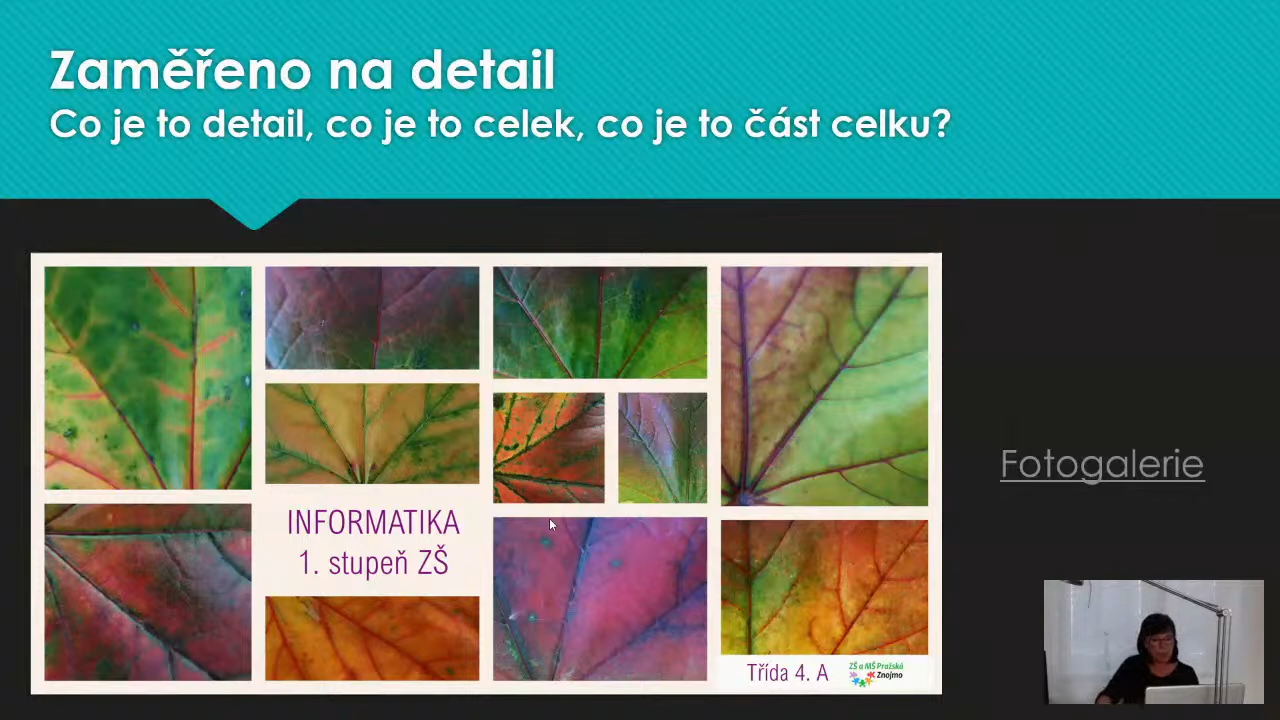 Zaměřeno na detail
Co je to detail, co je to celek, co je to část celku?
INFORMATIKA
1. stupeň ZŠ
Fotogalerie
Třída 4. A
ZŠ a MŠ Pražská
Znojmo